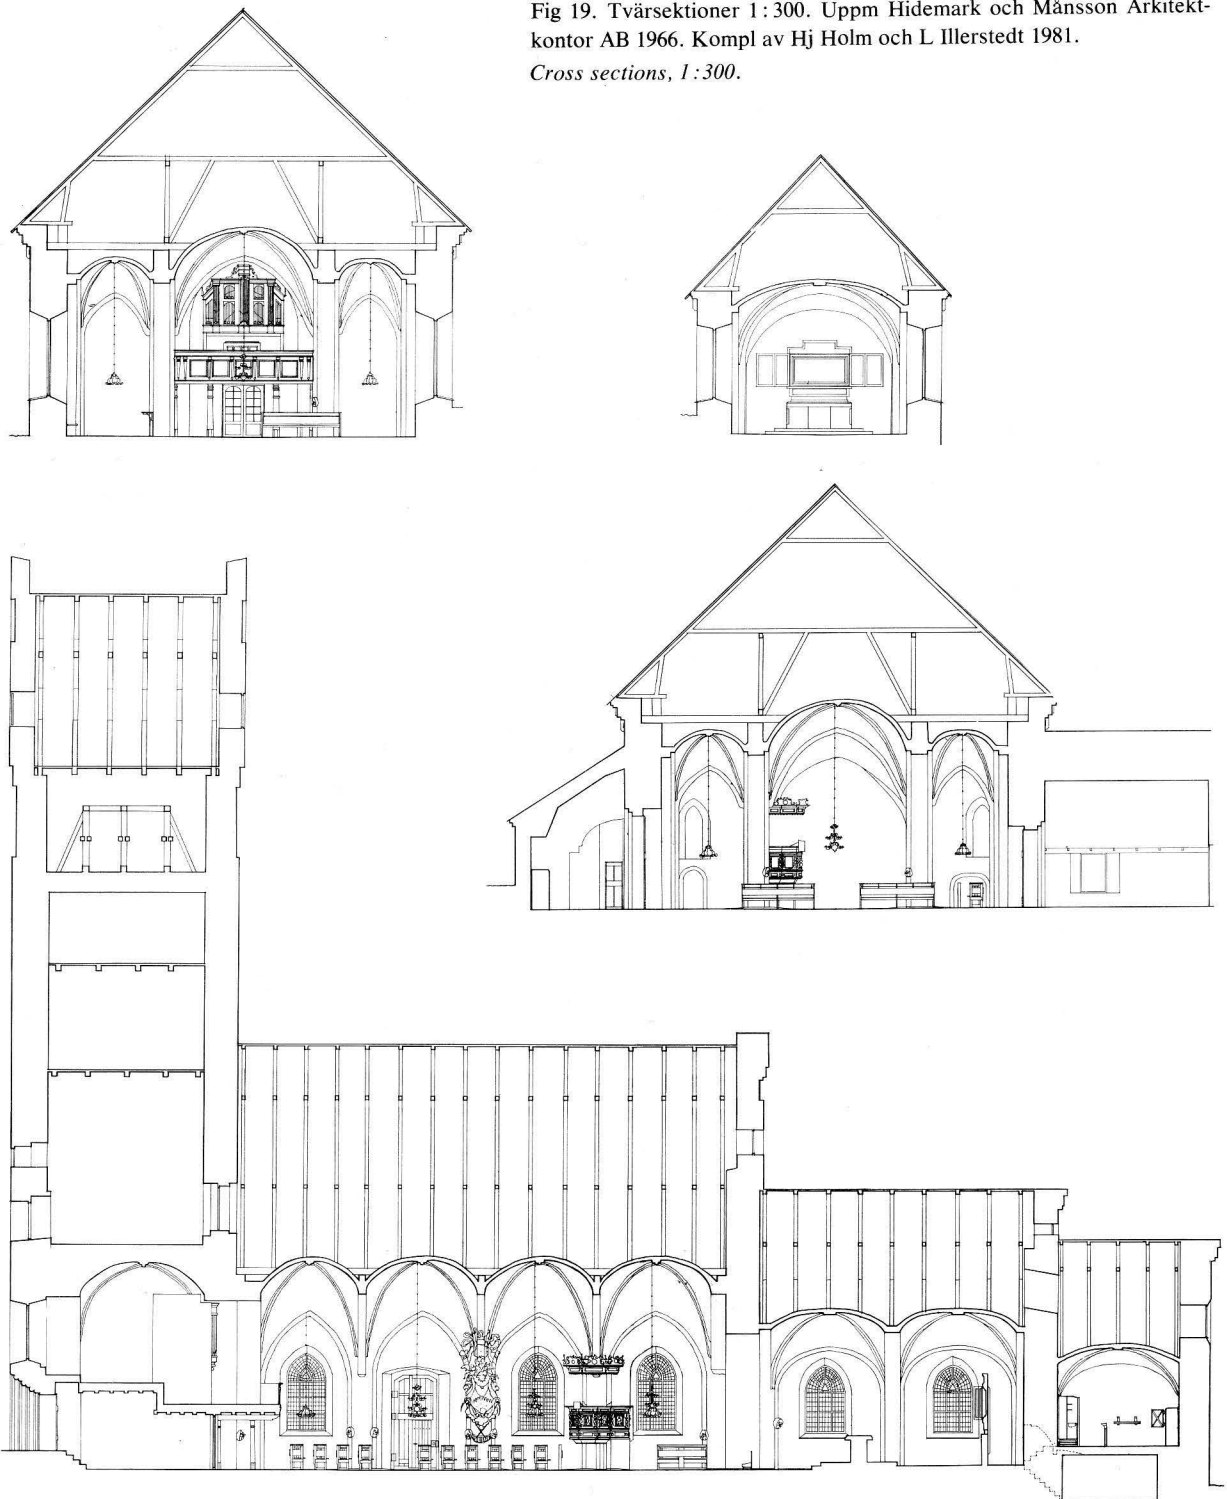 Fig 19. Tvärsektioner 1:300. Uppm Hidemark och Månsson Arkitekt-
kontor AB 1966. Kompl av Hj Holm och L Illerstedt 1981.
Cross sections, 1:300.